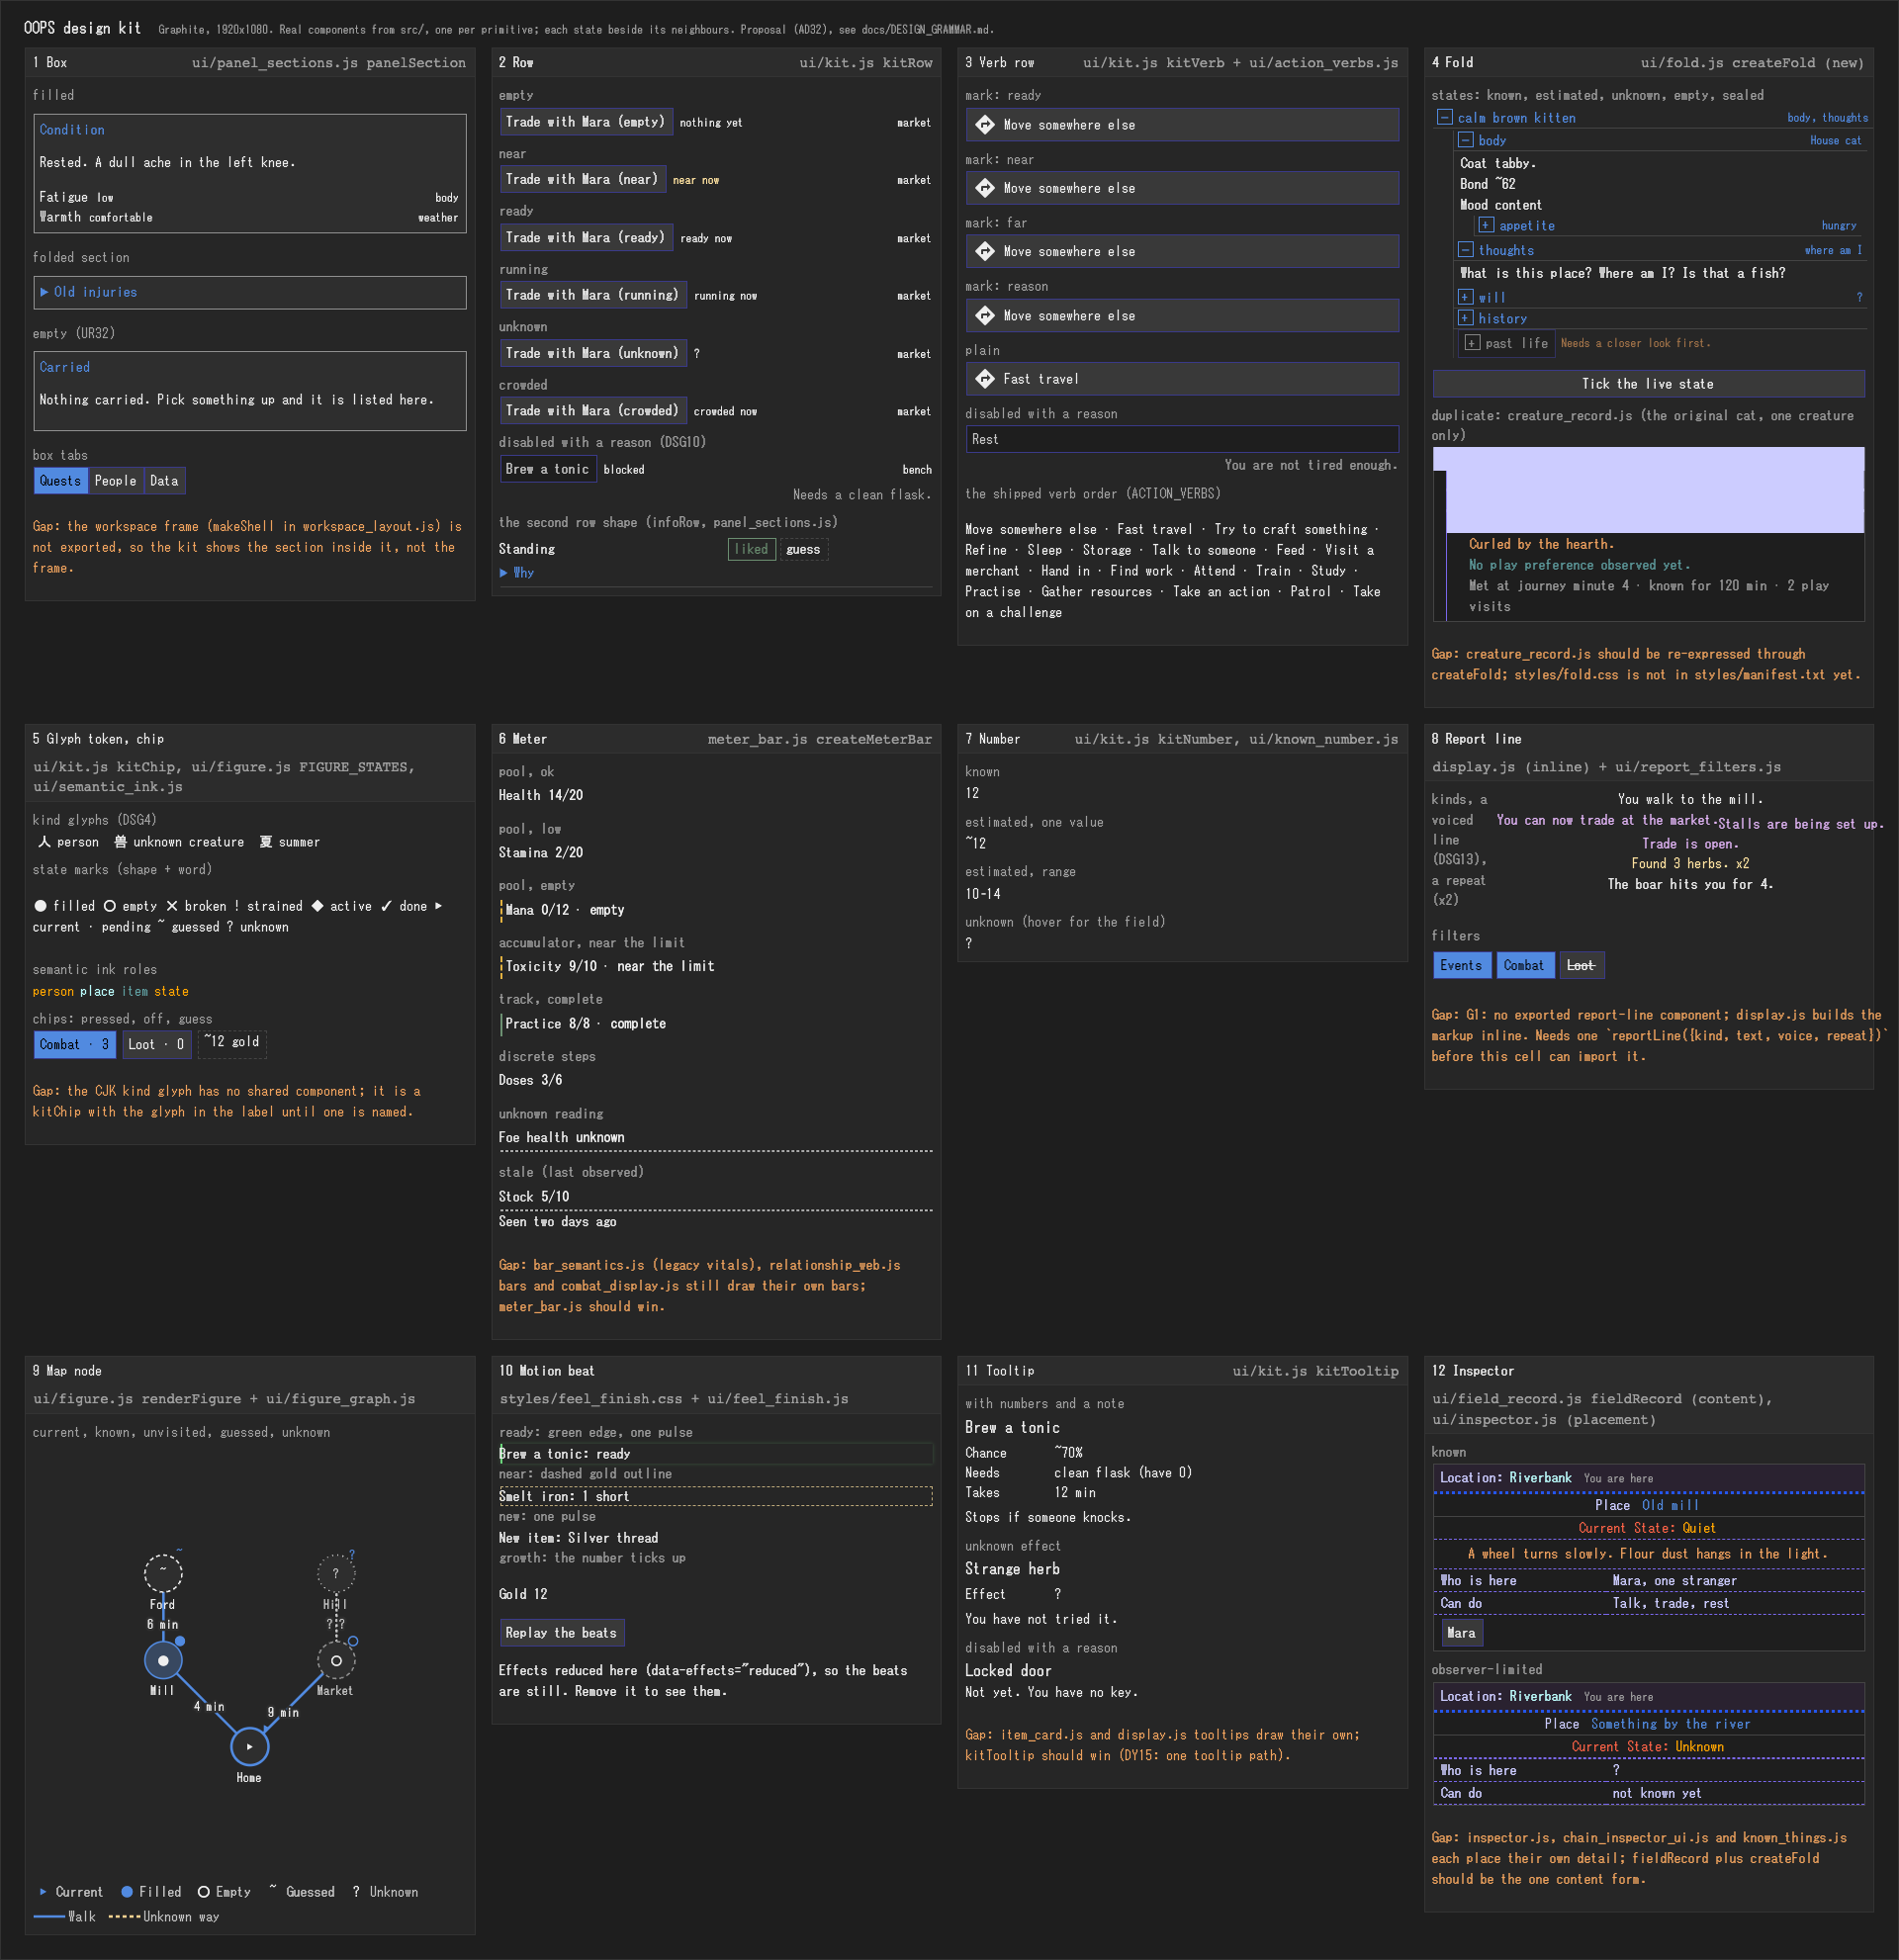 OOPS design kit Graphite, 1920x1080. Real components from src/, one per primitive; each state beside its neighbours. Proposal (AD32), see docs/DESIGN_GRAMMAR.md.
1 Box ui/panel_sections.js panelSection
filled
Condition
Rested. A dull ache in the left knee.
Fatigue low body
Warmth comfortable weather
folded section
▶ Old injuries
empty (UR32)
Carried
Nothing carried. Pick something up and it is listed here.
box tabs
Quests People Data
Gap: the workspace frame (makeShell in workspace_layout.js) is
not exported, so the kit shows the section inside it, not the
frame.
2 Row ui/kit.js kitRow
empty
Trade with Mara (empty) nothing yet market
near
Trade with Mara (near) near now market
ready
Trade with Mara (ready) ready now market
running
Trade with Mara (running) running now market
unknown
Trade with Mara (unknown) ? market
crowded
Trade with Mara (crowded) crowded now market
disabled with a reason (DSG10)
Brew a tonic blocked bench
Needs a clean flask.
the second row shape (infoRow, panel_sections.js)
Standing liked guess
▶ Why
3 Verb row ui/kit.js kitVerb + ui/action_verbs.js
mark: ready
Move somewhere else
mark: near
Move somewhere else
mark: far
Move somewhere else
mark: reason
Move somewhere else
plain
Fast travel
disabled with a reason
Rest
You are not tired enough.
the shipped verb order (ACTION_VERBS)
Move somewhere else · Fast travel · Try to craft something ·
Refine · Sleep · Storage · Talk to someone · Feed · Visit a
merchant · Hand in · Find work · Attend · Train · Study ·
Practise · Gather resources · Take an action · Patrol · Take
on a challenge
4 Fold ui/fold.js createFold (new)
states: known, estimated, unknown, empty, sealed
− calm brown kitten body, thoughts
− body House cat
Coat tabby.
Bond ~62
Mood content
+ appetite hungry
− thoughts where am I
What is this place? Where am I? Is that a fish?
+ will ?
+ history
+ past life Needs a closer look first.
Tick the live state
duplicate: creature_record.js (the original cat, one creature
only)
Curled by the hearth.
No play preference observed yet.
Met at journey minute 4 · known for 120 min · 2 play
visits
Gap: creature_record.js should be re-expressed through
createFold; styles/fold.css is not in styles/manifest.txt yet.
5 Glyph token, chip
ui/kit.js kitChip, ui/figure.js FIGURE_STATES,
ui/semantic_ink.js
kind glyphs (DSG4)
人 person 兽 unknown creature 夏 summer
state marks (shape + word)
● filled ○ empty ✕ broken ! strained ◆ active ✓ done ▸
current · pending ~ guessed ? unknown
semantic ink roles
person place item state
chips: pressed, off, guess
Combat · 3 Loot · 0 ~12 gold
Gap: the CJK kind glyph has no shared component; it is a
kitChip with the glyph in the label until one is named.
6 Meter meter_bar.js createMeterBar
pool, ok
Health 14/20
pool, low
Stamina 2/20
pool, empty
Mana 0/12 · empty
accumulator, near the limit
Toxicity 9/10 · near the limit
track, complete
Practice 8/8 · complete
discrete steps
Doses 3/6
unknown reading
Foe health unknown
stale (last observed)
Stock 5/10
Seen two days ago
Gap: bar_semantics.js (legacy vitals), relationship_web.js
bars and combat_display.js still draw their own bars;
meter_bar.js should win.
7 Number ui/kit.js kitNumber, ui/known_number.js
known
12
estimated, one value
~12
estimated, range
10-14
unknown (hover for the field)
?
8 Report line
display.js (inline) + ui/report_filters.js
kinds, a
voiced
line
(DSG13),
a repeat
(x2)
You walk to the mill.
You can now trade at the market. Stalls are being set up.
Trade is open.
Found 3 herbs. x2
The boar hits you for 4.
filters
Events Combat Loot
Gap: G1: no exported report-line component; display.js builds the
markup inline. Needs one `reportLine({kind, text, voice, repeat})`
before this cell can import it.
9 Map node
ui/figure.js renderFigure + ui/figure_graph.js
current, known, unvisited, guessed, unknown
~ ?
~ ?
Ford Hill
6 min ??
Mill Market
4 min 9 min
▸
Home
▸ Current ● Filled ○ Empty ~ Guessed ? Unknown
Walk Unknown way
10 Motion beat
styles/feel_finish.css + ui/feel_finish.js
ready: green edge, one pulse
Brew a tonic: ready
near: dashed gold outline
Smelt iron: 1 short
new: one pulse
New item: Silver thread
growth: the number ticks up
Gold 12
Replay the beats
Effects reduced here (data-effects="reduced"), so the beats
are still. Remove it to see them.
11 Tooltip ui/kit.js kitTooltip
with numbers and a note
Brew a tonic
Chance ~70%
Needs clean flask (have 0)
Takes 12 min
Stops if someone knocks.
unknown effect
Strange herb
Effect ?
You have not tried it.
disabled with a reason
Locked door
Not yet. You have no key.
Gap: item_card.js and display.js tooltips draw their own;
kitTooltip should win (DY15: one tooltip path).
12 Inspector
ui/field_record.js fieldRecord (content),
ui/inspector.js (placement)
known
Location: Riverbank You are here
Place Old mill
Current State: Quiet
A wheel turns slowly. Flour dust hangs in the light.
Who is here Mara, one stranger
Can do Talk, trade, rest
Mara
observer-limited
Location: Riverbank You are here
Place Something by the river
Current State: Unknown
Who is here ?
Can do not known yet
Gap: inspector.js, chain_inspector_ui.js and known_things.js
each place their own detail; fieldRecord plus createFold
should be the one content form.